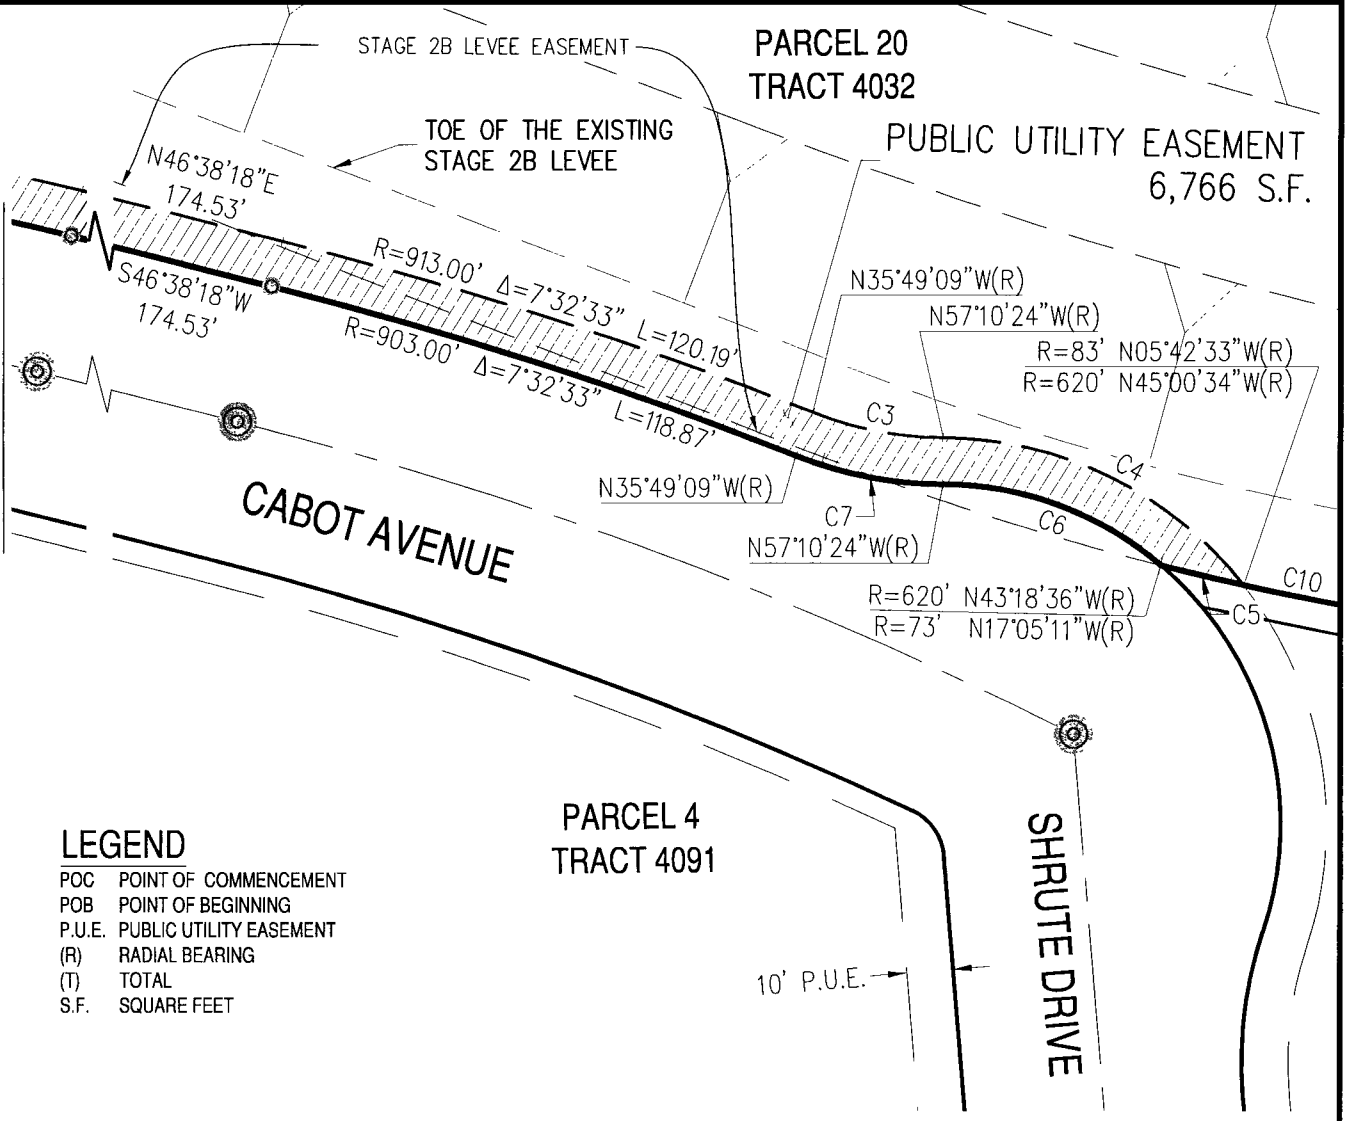 STAGE 2B LEVEE EASEMENT
PARCEL 20
TRACT 4032
TOE OF THE EXISTING
STAGE 2B LEVEE
PUBLIC UTILITY EASEMENT
6,766 S.F.
N46°38'18"E
174.53'
S46°38'18"W
174.53'
R=913.00' Δ=7°32'33" L=120.19'
R=903.00' Δ=7°32'33" L=118.87'
N35°49'09"W(R)
N57°10'24"W(R)
R=83' N05°42'33"W(R)
R=620' N45°00'34"W(R)
C3
C4
N35°49'09"W(R)
C7
C6
N57°10'24"W(R)
C10
R=620' N43°18'36"W(R)
R=73' N17°05'11"W(R)
C5
CABOT AVENUE
PARCEL 4
TRACT 4091
SHRUTE DRIVE
10' P.U.E.
LEGEND
POC POINT OF COMMENCEMENT
POB POINT OF BEGINNING
P.U.E. PUBLIC UTILITY EASEMENT
(R) RADIAL BEARING
(T) TOTAL
S.F. SQUARE FEET